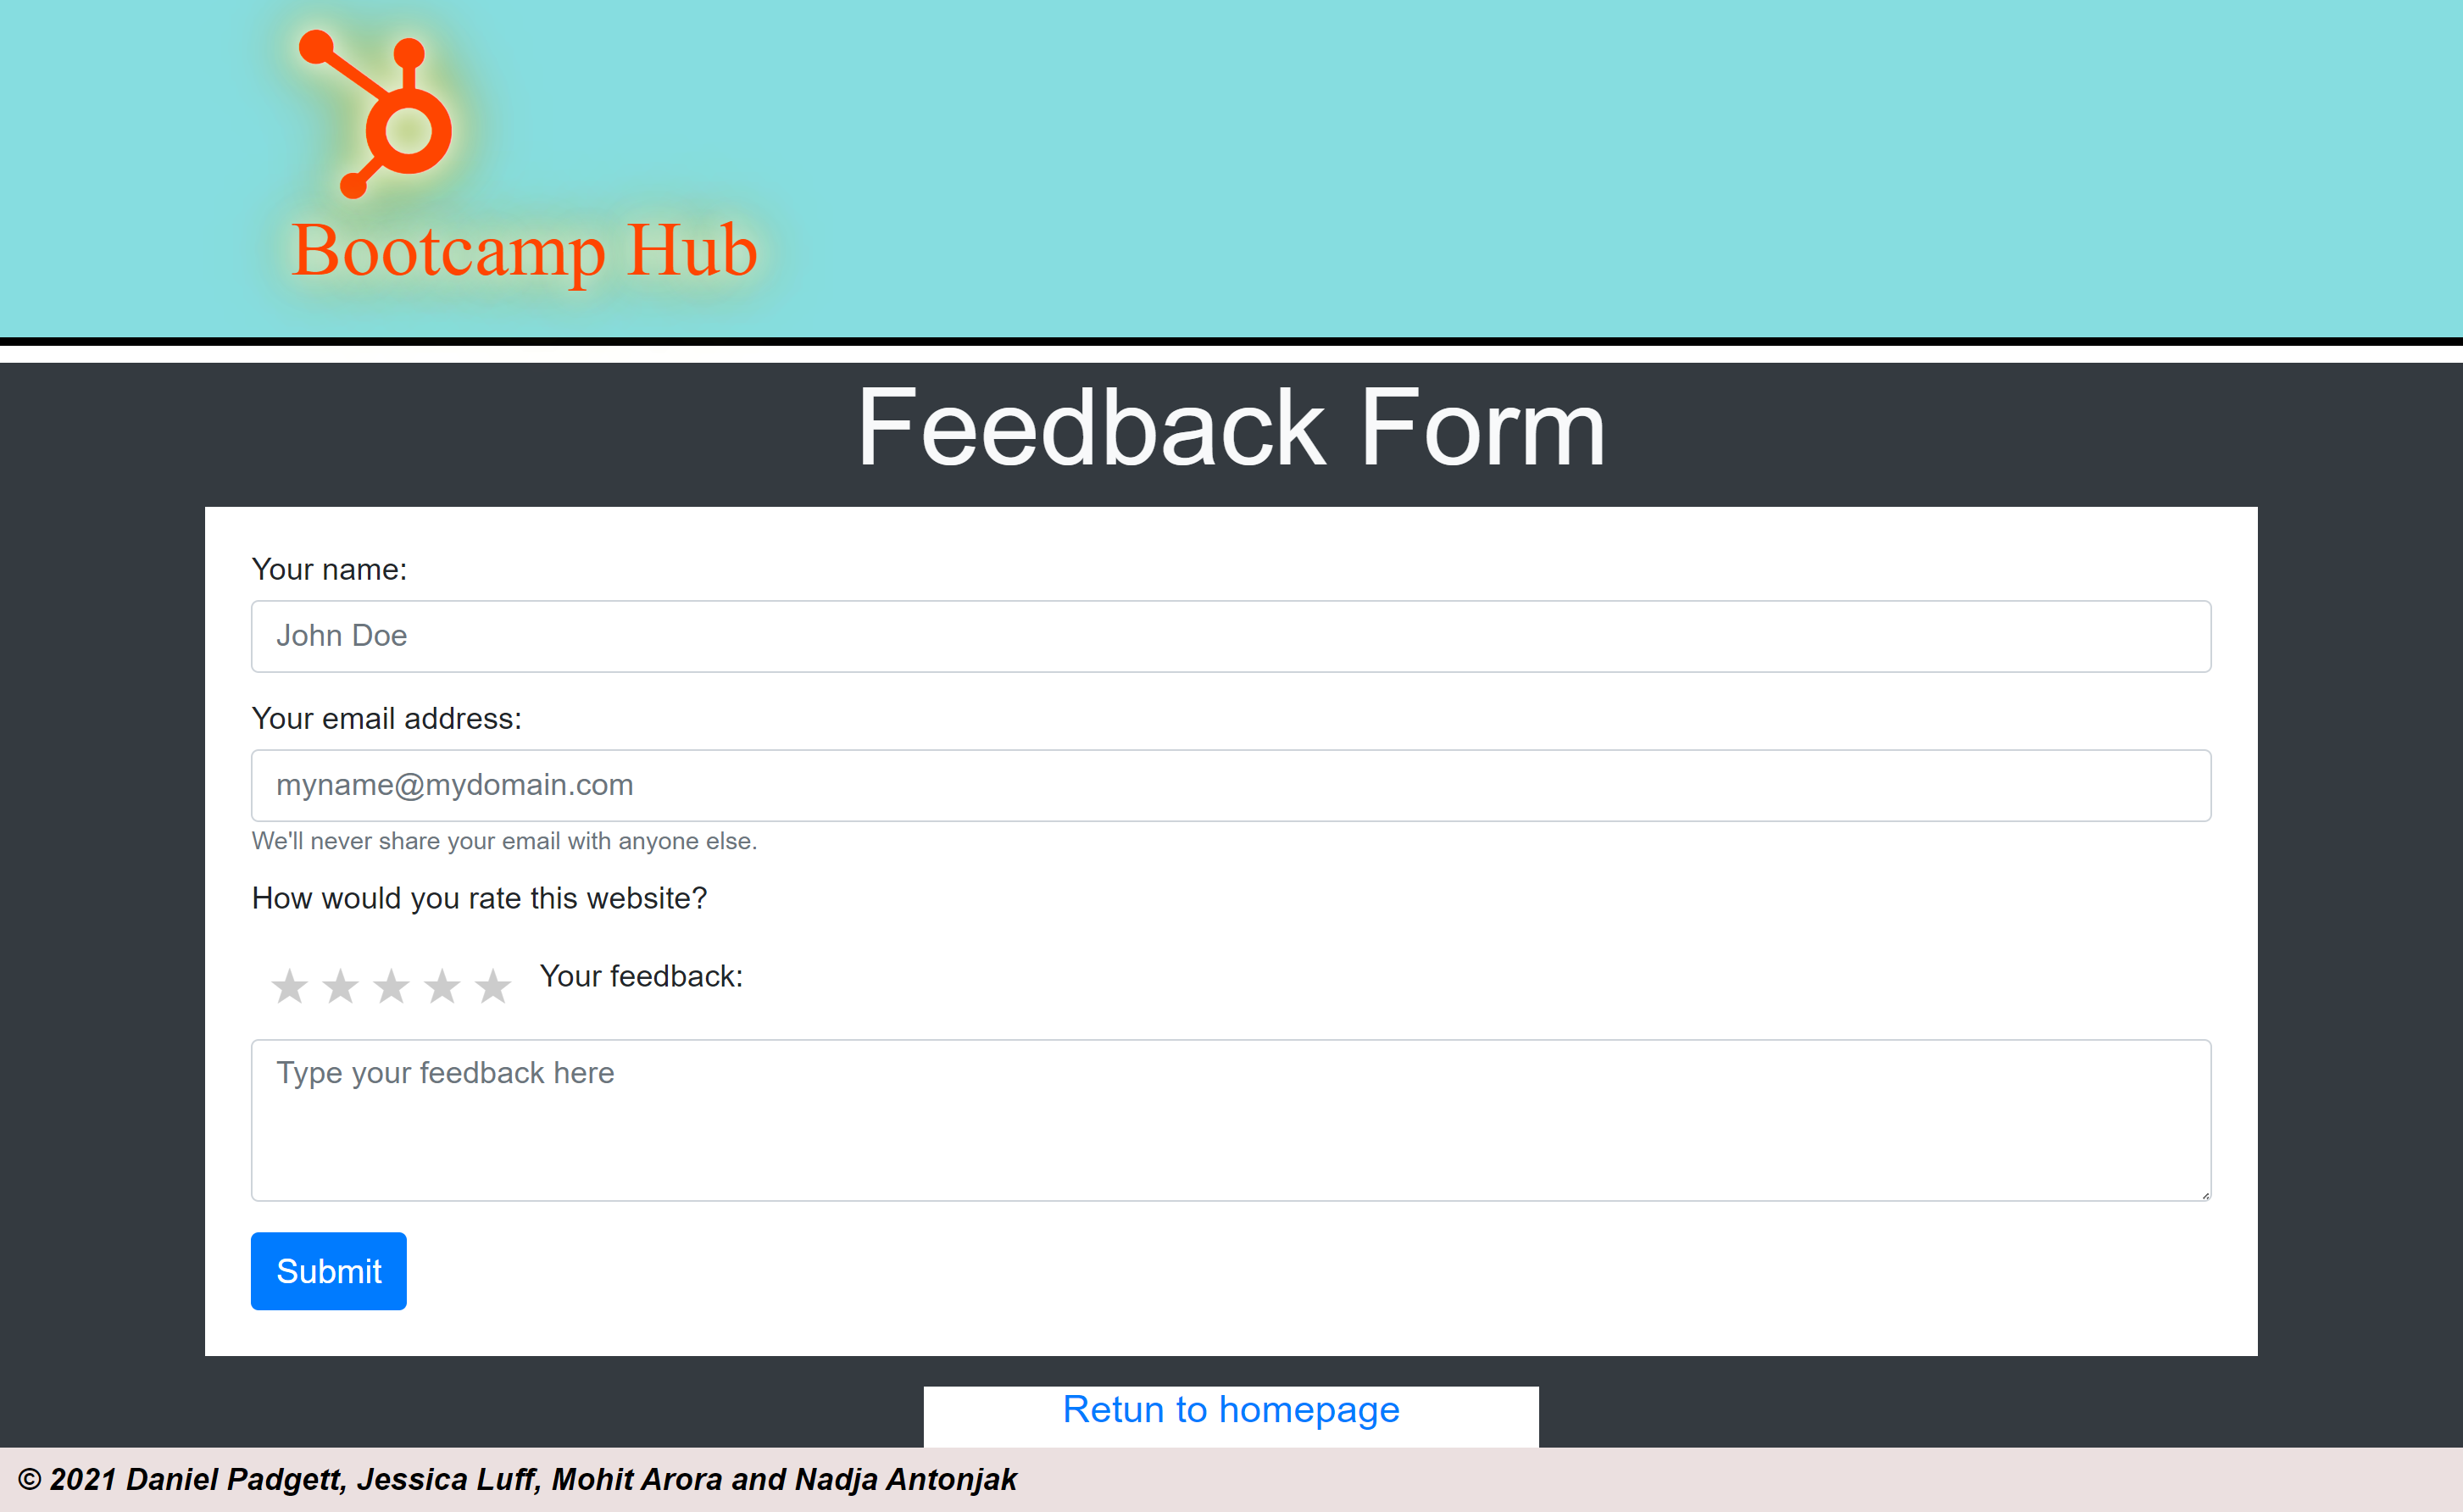 Bootcamp Hub
Feedback Form
Your name:
John Doe
Your email address:
myname@mydomain.com
We'll never share your email with anyone else.
How would you rate this website?
★ ★ ★ ★ ★ Your feedback:
Type your feedback here
Submit
Retun to homepage
© 2021 Daniel Padgett, Jessica Luff, Mohit Arora and Nadja Antonjak